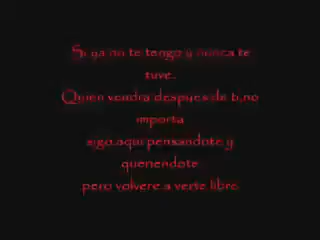 Si ya no te tengo y nunca te
tuve.
Quien vendra despues de ti,no
importa
sigo,aqui pensandote y
queriendote
pero volvere a verte libre